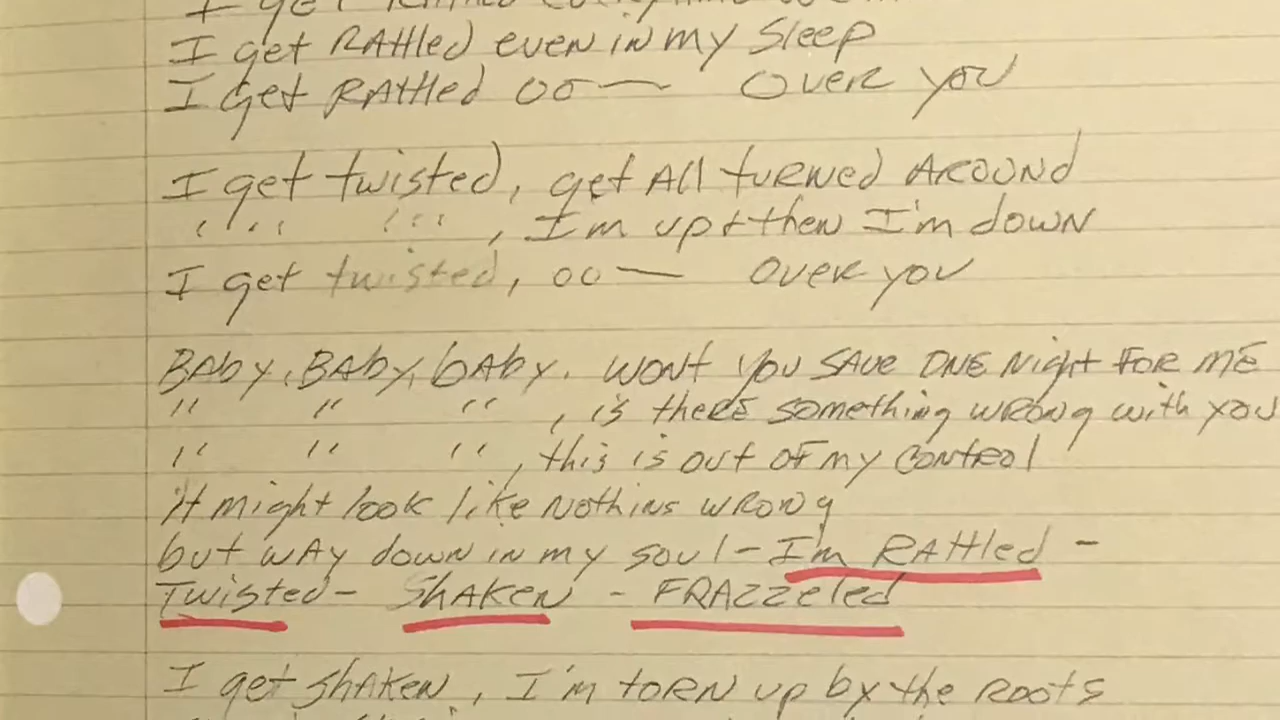 I get
I get RAttled even in my Sleep
I get RAttled oo — Over you
I get twisted, get All turned Around
" " " " , I'm up + then I'm down
I get twisted, oo — Over you
BAby, BAby, bAby. wont you SAve One Night For Me
" " " , is there something wrong with you
" " " , this is out of my control
it might look like Nothins wrong
but wAy down in my soul - I'm RAttled -
Twisted - ShAken - FRAzzeled
I get shAken, I'm torn up by the Roots